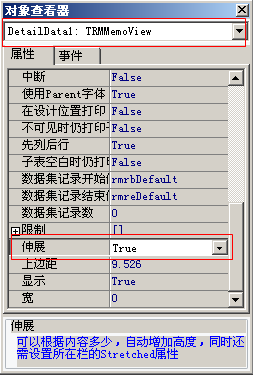 对象查看器
DetailData1: TRMMemoView
属性 事件
中断 False
使用Parent字体 True
在设计位置打印 False
不可见时仍打印 False
先列后行 True
子表空白时仍打印 False
数据集记录开始 rmrbDefault
数据集记录结束 rmreDefault
数据集记录数 0
限制 []
伸展 True
上边距 9.526
显示 True
宽 0
伸展
可以根据内容多少，自动增加高度，同时还
需设置所在栏的Stretched属性